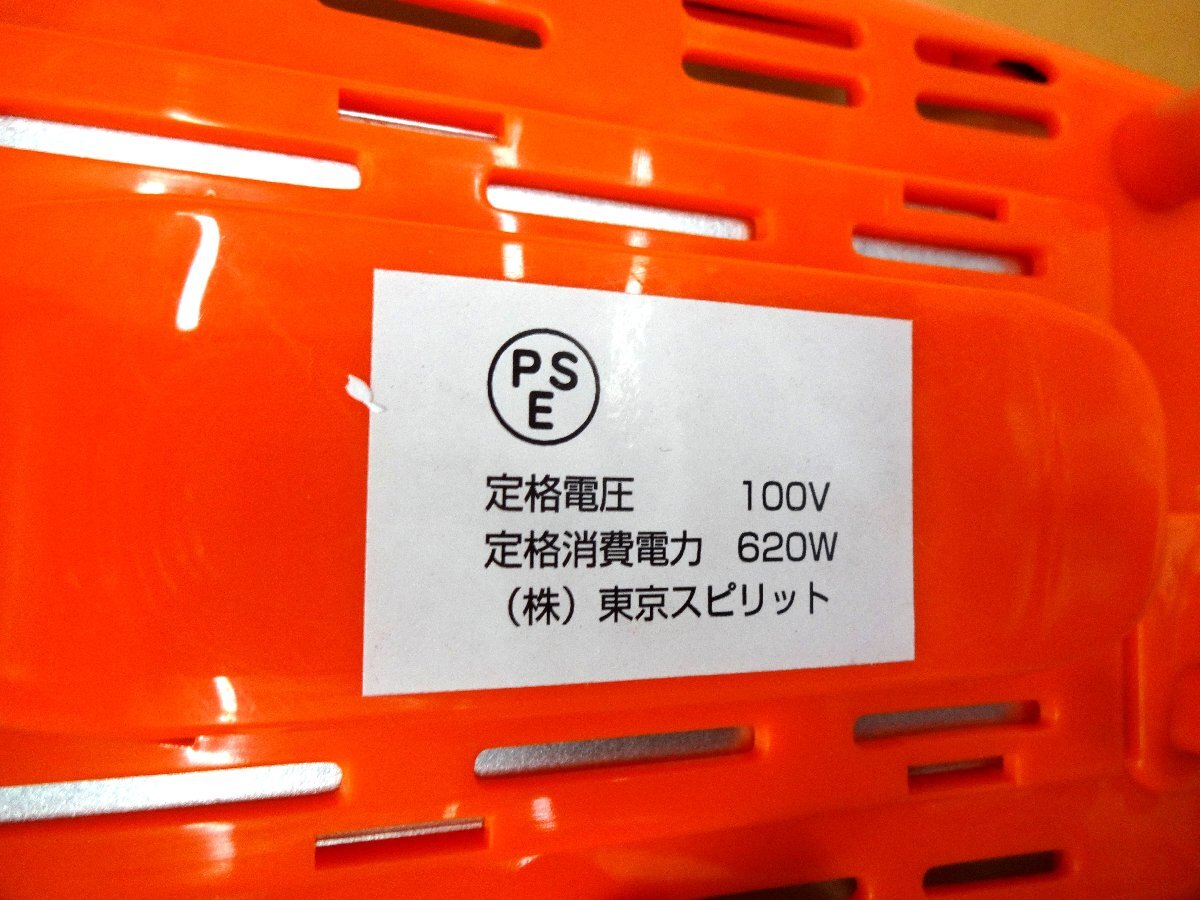 PS
E
定格電圧 100V
定格消費電力 620W
（株）東京スピリット